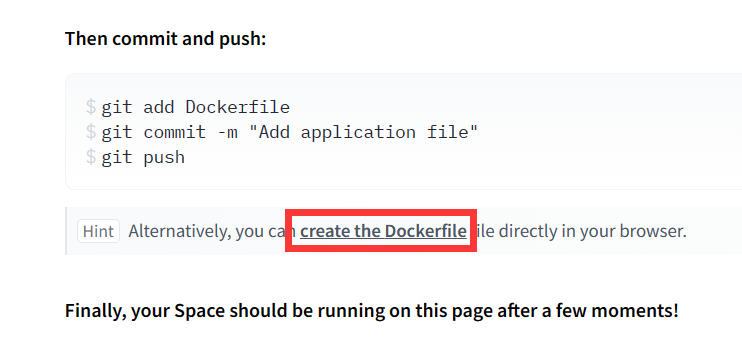 Then commit and push:
$ git add Dockerfile
$ git commit -m "Add application file"
$ git push
Hint Alternatively, you can create the Dockerfile file directly in your browser.
Finally, your Space should be running on this page after a few moments!